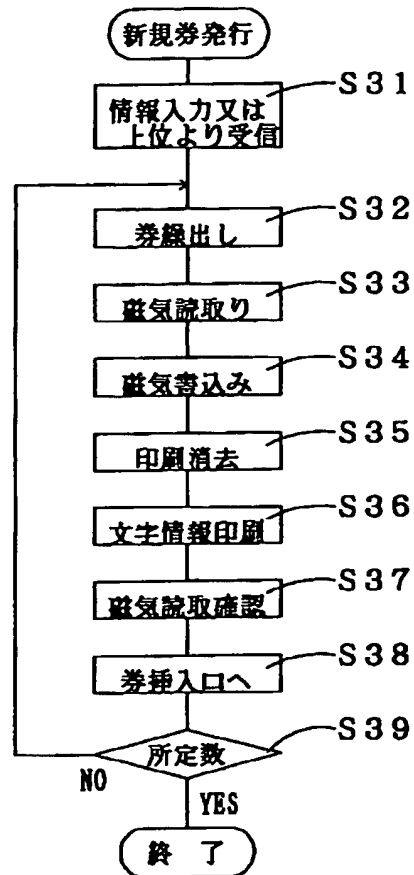 新規券発行
S31
情報入力又は
上位より受信
S32
券繰出し
S33
磁気読取り
S34
磁気書込み
S35
印刷消去
S36
文字情報印刷
S37
磁気読取確認
S38
券挿入口へ
S39
所定数
NO
YES
終了